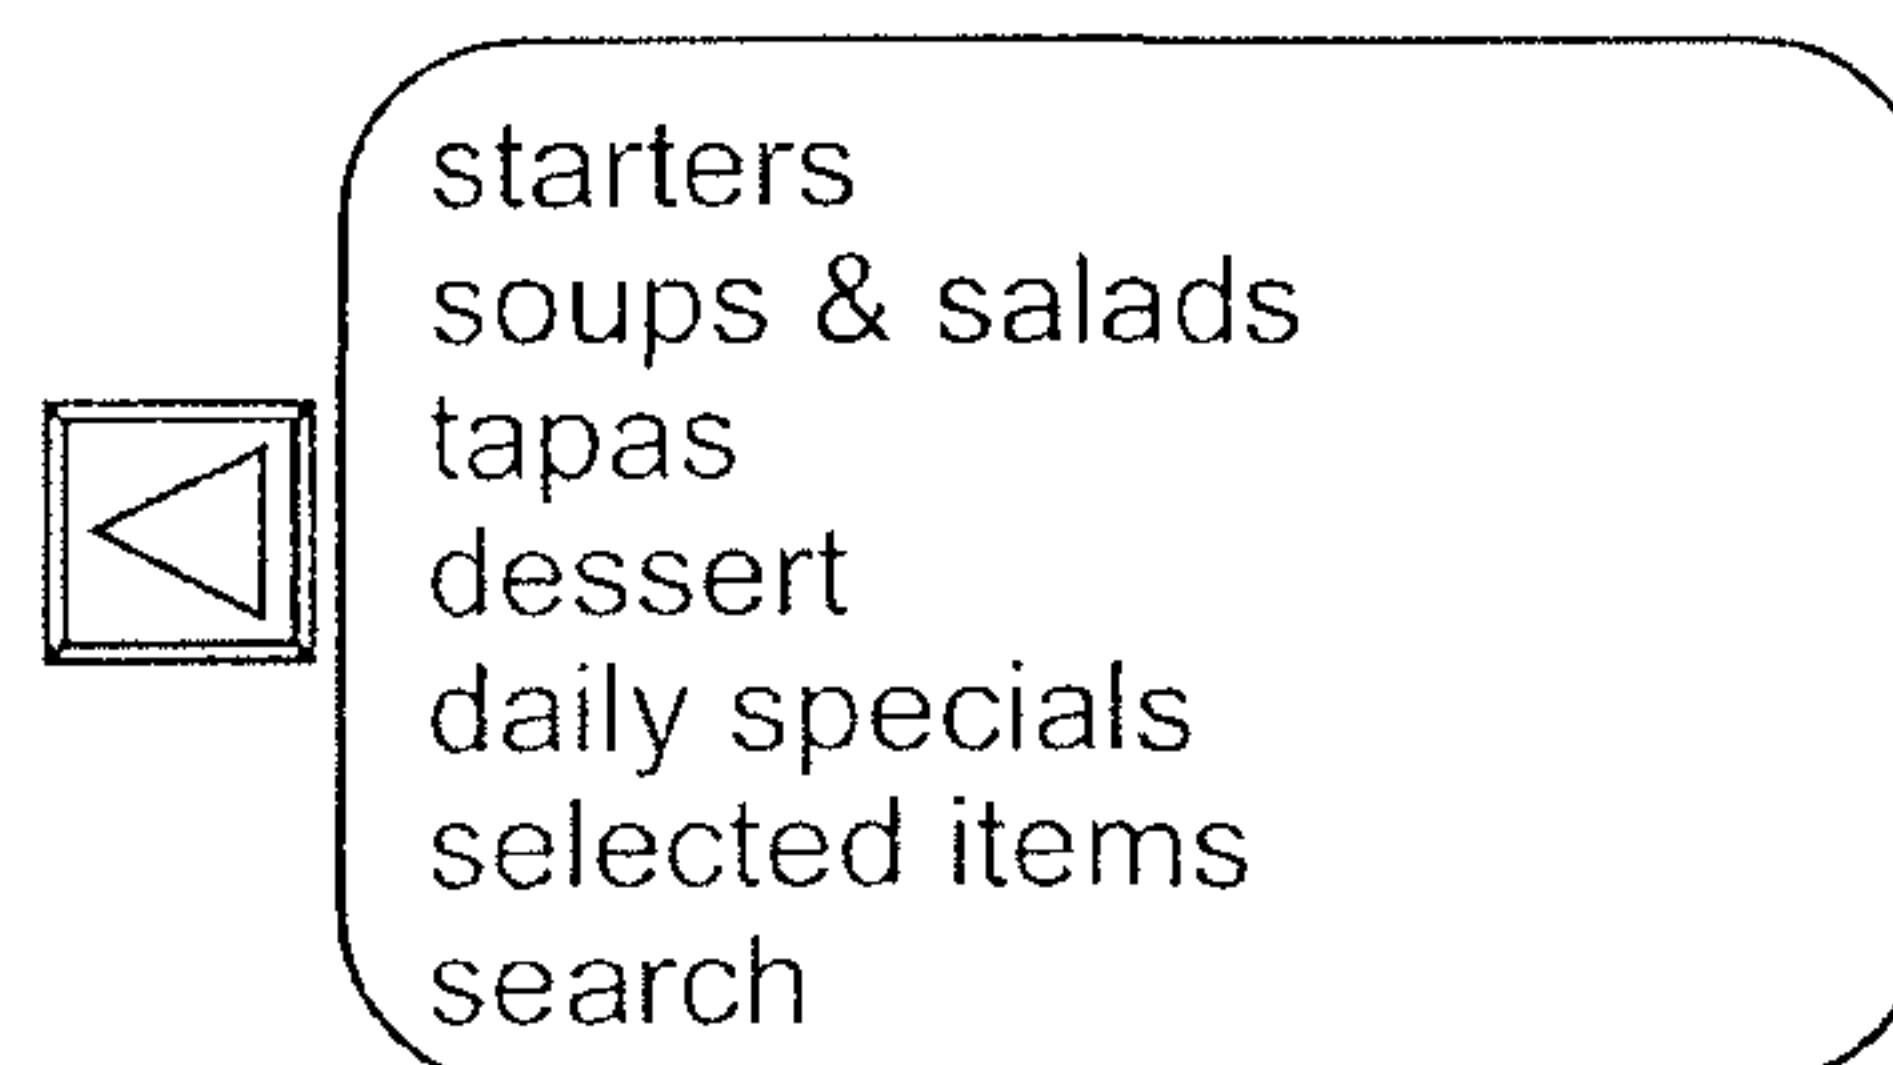 starters
soups & salads
tapas
dessert
daily specials
selected items
search